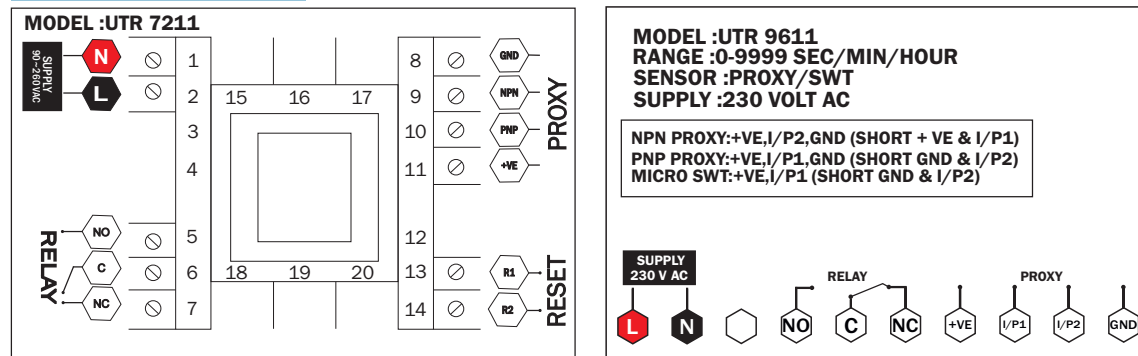 MODEL :UTR 7211
SUPPLY
90~260VAC
N
L
1
2
3
4
5
6
7
15 16 17
18 19 20
8
9
10
11
12
13
14
GND
NPN
PNP
+VE
PROXY
RELAY
NO
C
NC
R1
R2
RESET
MODEL :UTR 9611
RANGE :0-9999 SEC/MIN/HOUR
SENSOR :PROXY/SWT
SUPPLY :230 VOLT AC
NPN PROXY:+VE,I/P2,GND (SHORT + VE & I/P1)
PNP PROXY:+VE,I/P1,GND (SHORT GND & I/P2)
MICRO SWT:+VE,I/P1 (SHORT GND & I/P2)
SUPPLY
230 V AC
RELAY
PROXY
L N NO C NC +VE I/P1 I/P2 GND